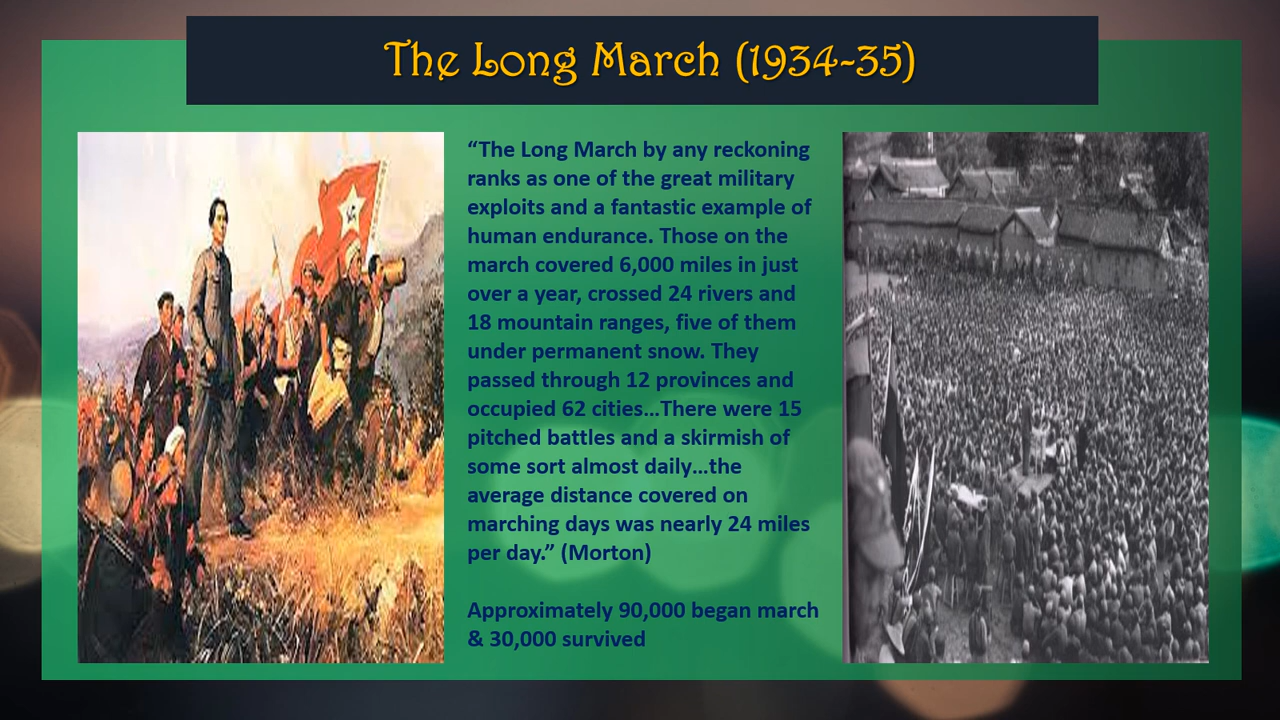 The Long March (1934-35)
“The Long March by any reckoning
ranks as one of the great military
exploits and a fantastic example of
human endurance. Those on the
march covered 6,000 miles in just
over a year, crossed 24 rivers and
18 mountain ranges, five of them
under permanent snow. They
passed through 12 provinces and
occupied 62 cities…There were 15
pitched battles and a skirmish of
some sort almost daily…the
average distance covered on
marching days was nearly 24 miles
per day.” (Morton)
Approximately 90,000 began march
& 30,000 survived